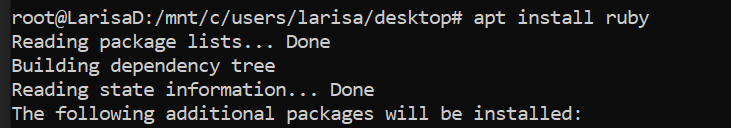 root@LarisaD:/mnt/c/users/larisa/desktop# apt install ruby
Reading package lists... Done
Building dependency tree
Reading state information... Done
The following additional packages will be installed: